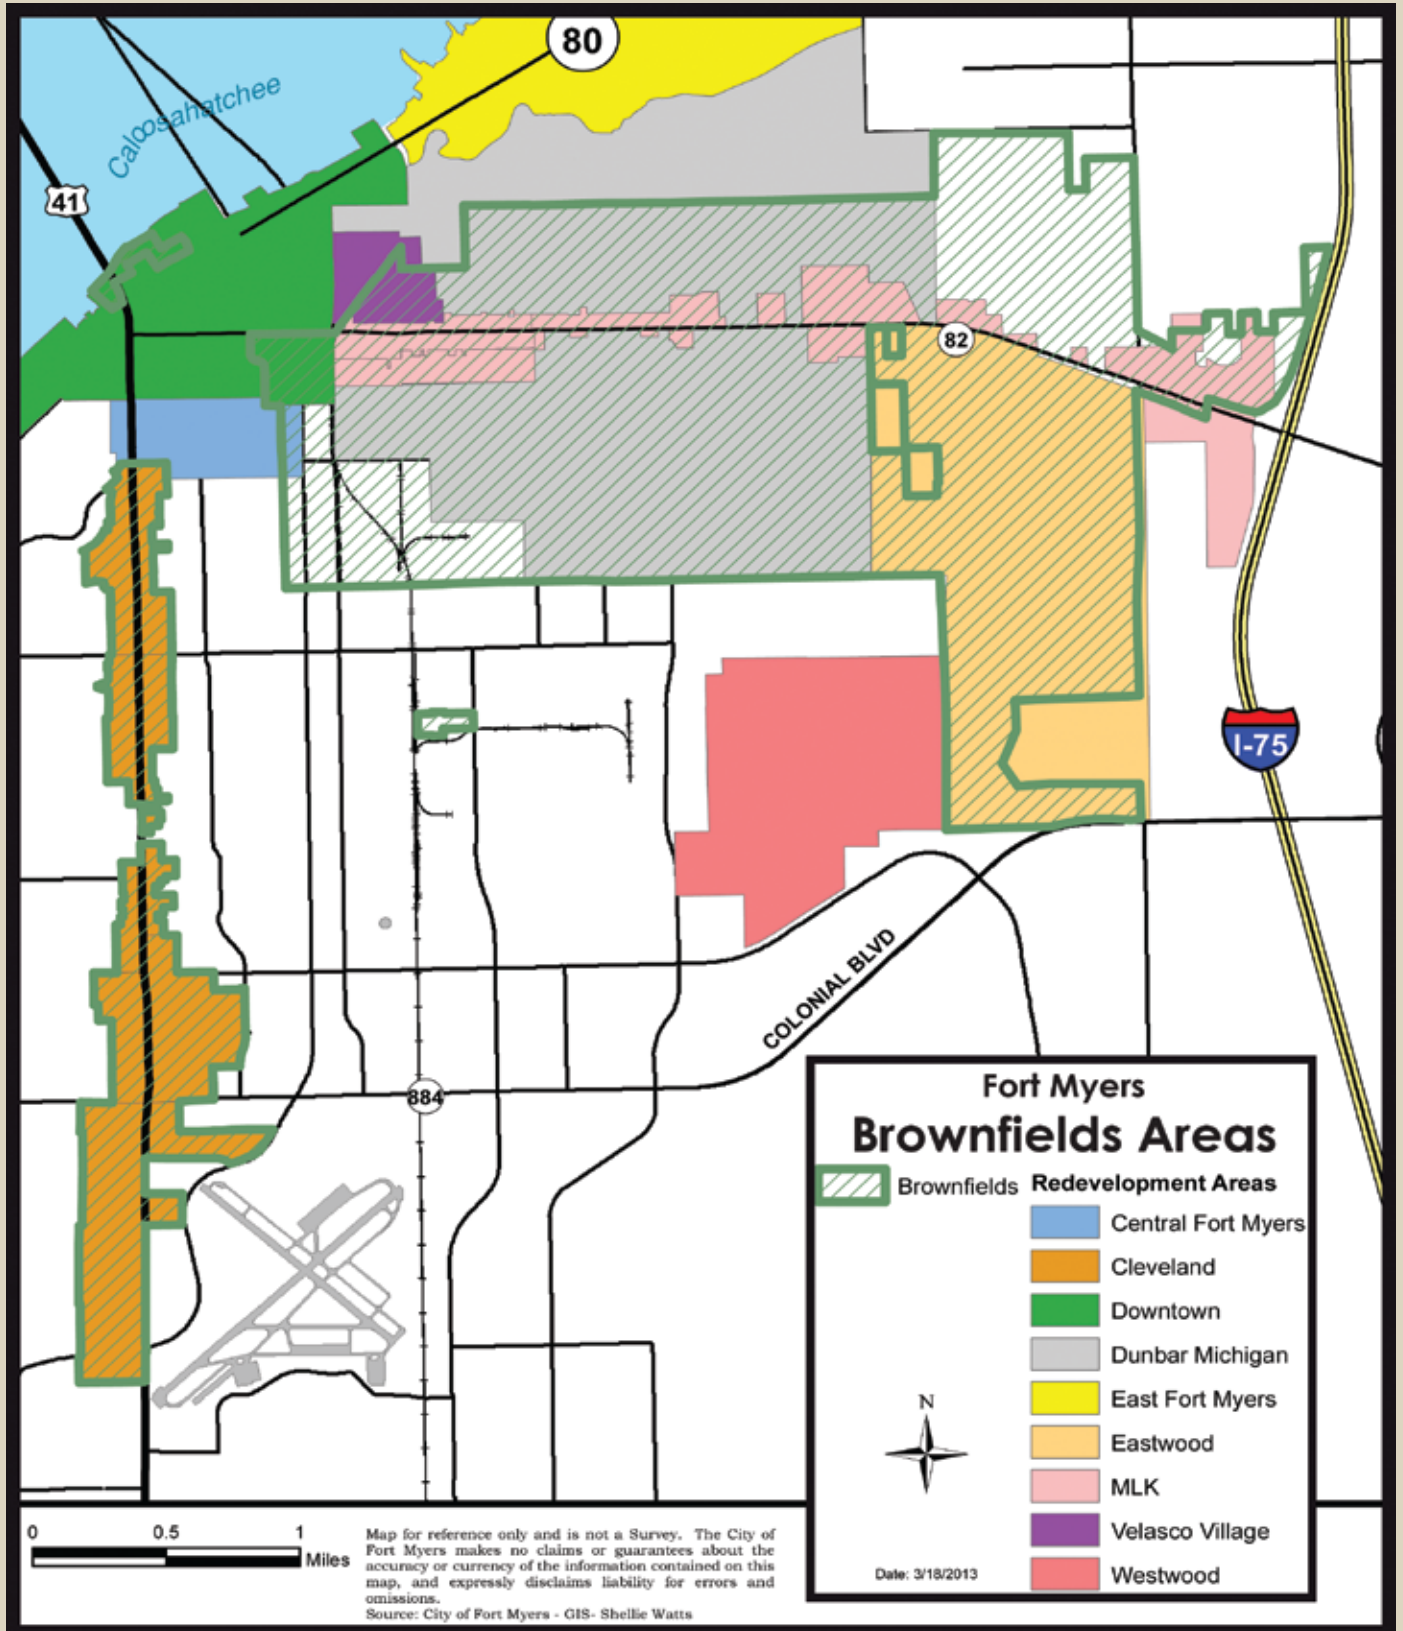 80
Caloosahatchee
41
82
I-75
COLONIAL BLVD
884
Fort Myers
Brownfields Areas
Brownfields
Redevelopment Areas
Central Fort Myers
Cleveland
Downtown
Dunbar Michigan
East Fort Myers
Eastwood
MLK
Velasco Village
Westwood
N
Date: 3/18/2013
0 0.5 1
Miles
Map for reference only and is not a Survey. The City of
Fort Myers makes no claims or guarantees about the
accuracy or currency of the information contained on this
map, and expressly disclaims liability for errors and
omissions.
Source: City of Fort Myers - GIS- Shellie Watts